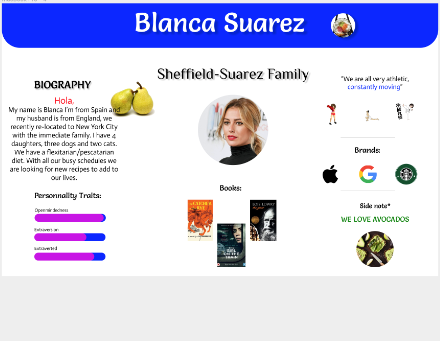 Blanca Suarez
Sheffield-Suarez Family
BIOGRAPHY
Hola,
My name is Blanca I'm from Spain and
my husband is from England, we
recently re-located to New York City
with the immediate family. I have 4
daughters, three dogs and two cats.
We have a flexitarian/pescatarian
diet. With all our busy schedules we
are looking for new recipes to add to
our lives.
Personnality Traits:
Openmindedness
Extraversion
Extraverted
Books:
"We are all very athletic,
constantly moving"
Brands:
Side note*
WE LOVE AVOCADOS